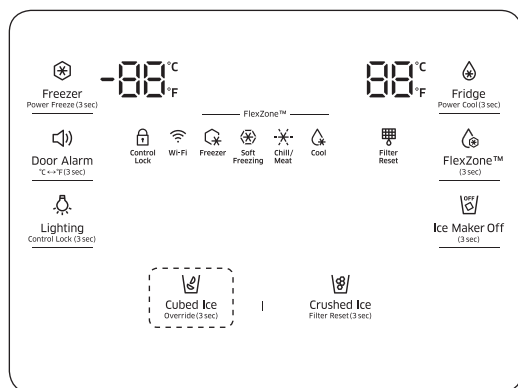 -88 °C °F
88 °C °F
Freezer
Power Freeze (3 sec)
Fridge
Power Cool (3 sec)
FlexZone™
Control Lock
Wi-Fi
Freezer
Soft Freezing
Chill/ Meat
Cool
Filter Reset
Door Alarm
°C↔°F (3 sec)
FlexZone™
(3 sec)
Lighting
Control Lock (3 sec)
OFF
Ice Maker Off
(3 sec)
Cubed Ice
Override (3 sec)
Crushed Ice
Filter Reset (3 sec)